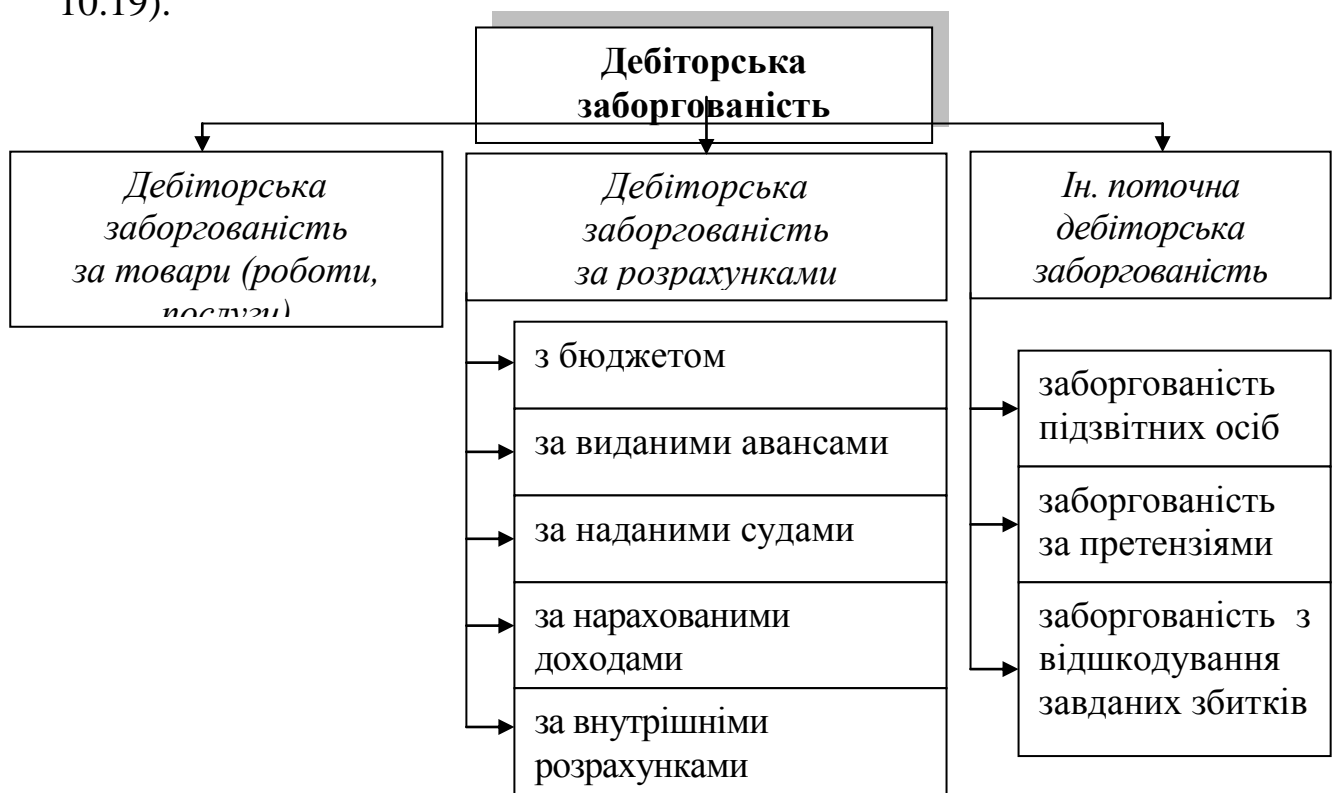 10.19).
Дебіторська
заборгованість
Дебіторська
заборгованість
за товари (роботи,
послуги)
Дебіторська
заборгованість
за розрахунками
з бюджетом
за виданими авансами
за наданими судами
за нарахованими
доходами
за внутрішніми
розрахунками
Ін. поточна
дебіторська
заборгованість
заборгованість
підзвітних осіб
заборгованість
за претензіями
заборгованість з
відшкодування
завданих збитків